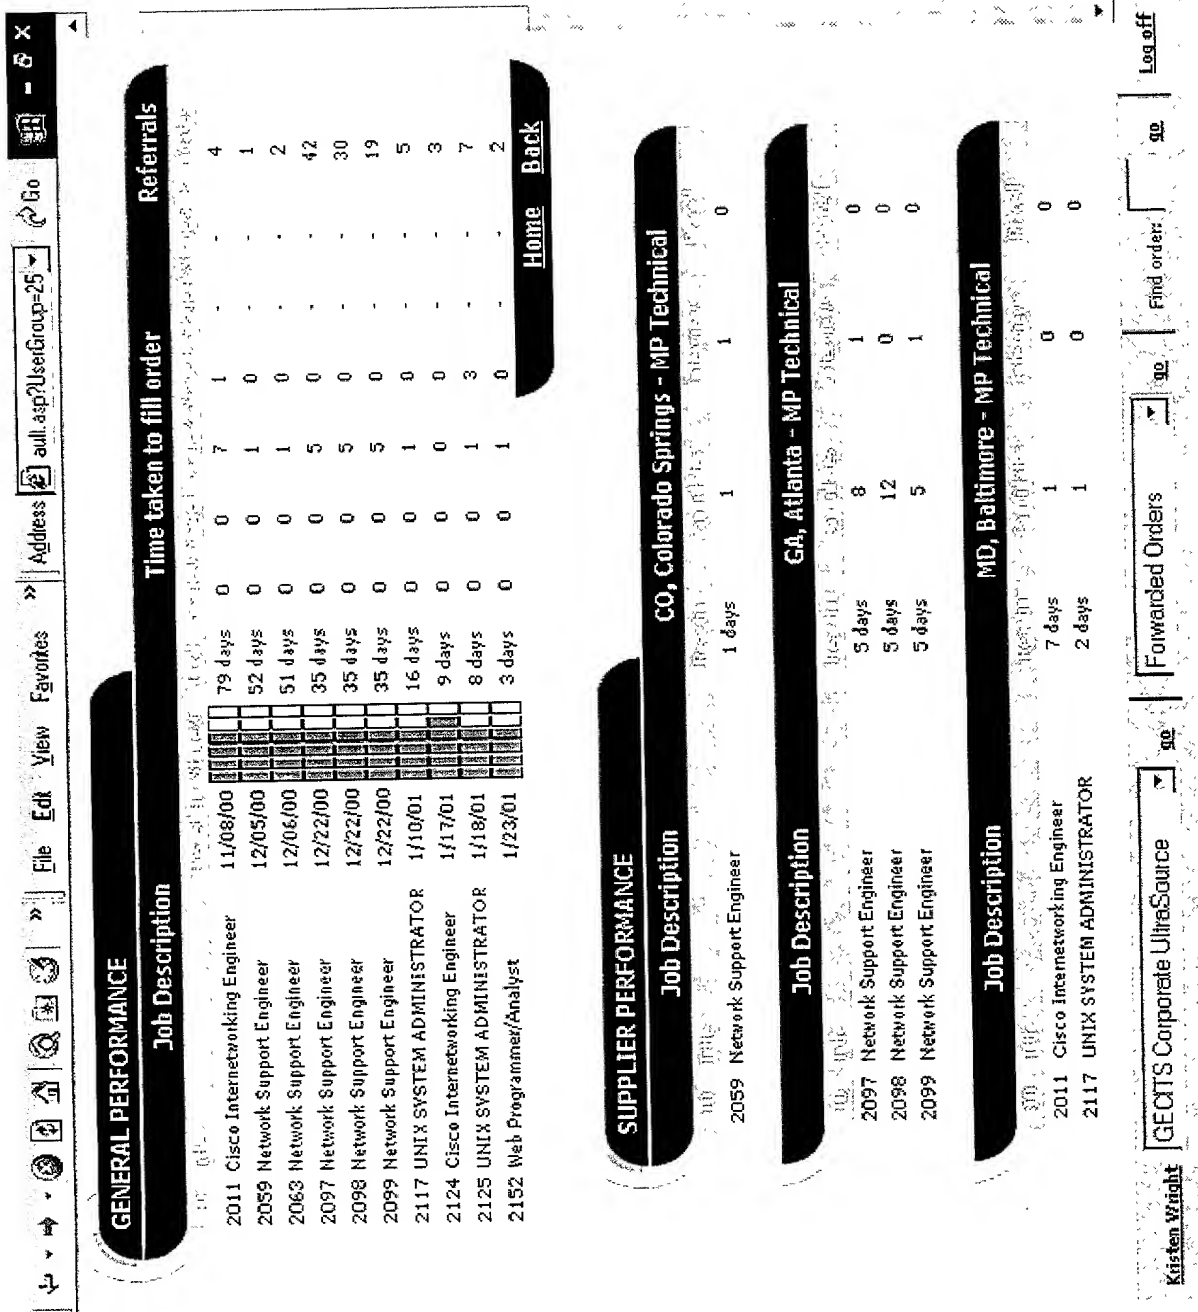 File Edit View Favorites » Address aull.asp?UserGroup=25 Go
GENERAL PERFORMANCE
Job Description Time taken to fill order Referrals
2011 Cisco Internetworking Engineer 11/08/00 79 days 0 0 7 1 - - 4
2059 Network Support Engineer 12/05/00 52 days 0 0 1 0 - - 1
2063 Network Support Engineer 12/06/00 51 days 0 0 1 0 - - 2
2097 Network Support Engineer 12/22/00 35 days 0 0 5 0 - - 42
2098 Network Support Engineer 12/22/00 35 days 0 0 5 0 - - 30
2099 Network Support Engineer 12/22/00 35 days 0 0 5 0 - - 19
2117 UNIX SYSTEM ADMINISTRATOR 1/10/01 16 days 0 0 1 0 - - 5
2124 Cisco Internetworking Engineer 1/17/01 9 days 0 0 0 0 - - 3
2125 UNIX SYSTEM ADMINISTRATOR 1/18/01 8 days 0 0 1 3 - - 7
2152 Web Programmer/Analyst 1/23/01 3 days 0 0 1 0 - - 2
Home Back
SUPPLIER PERFORMANCE
Job Description CO, Colorado Springs - MP Technical
2059 Network Support Engineer 1 days 1 1 0
Job Description GA, Atlanta - MP Technical
2097 Network Support Engineer 5 days 8 1 0
2098 Network Support Engineer 5 days 12 0 0
2099 Network Support Engineer 5 days 5 1 0
Job Description MD, Baltimore - MP Technical
2011 Cisco Internetworking Engineer 7 days 1 0 0
2117 UNIX SYSTEM ADMINISTRATOR 2 days 1 0 0
Kristen Wright GECITS Corporate UltraSource go Forwarded Orders go Find order: go Log off